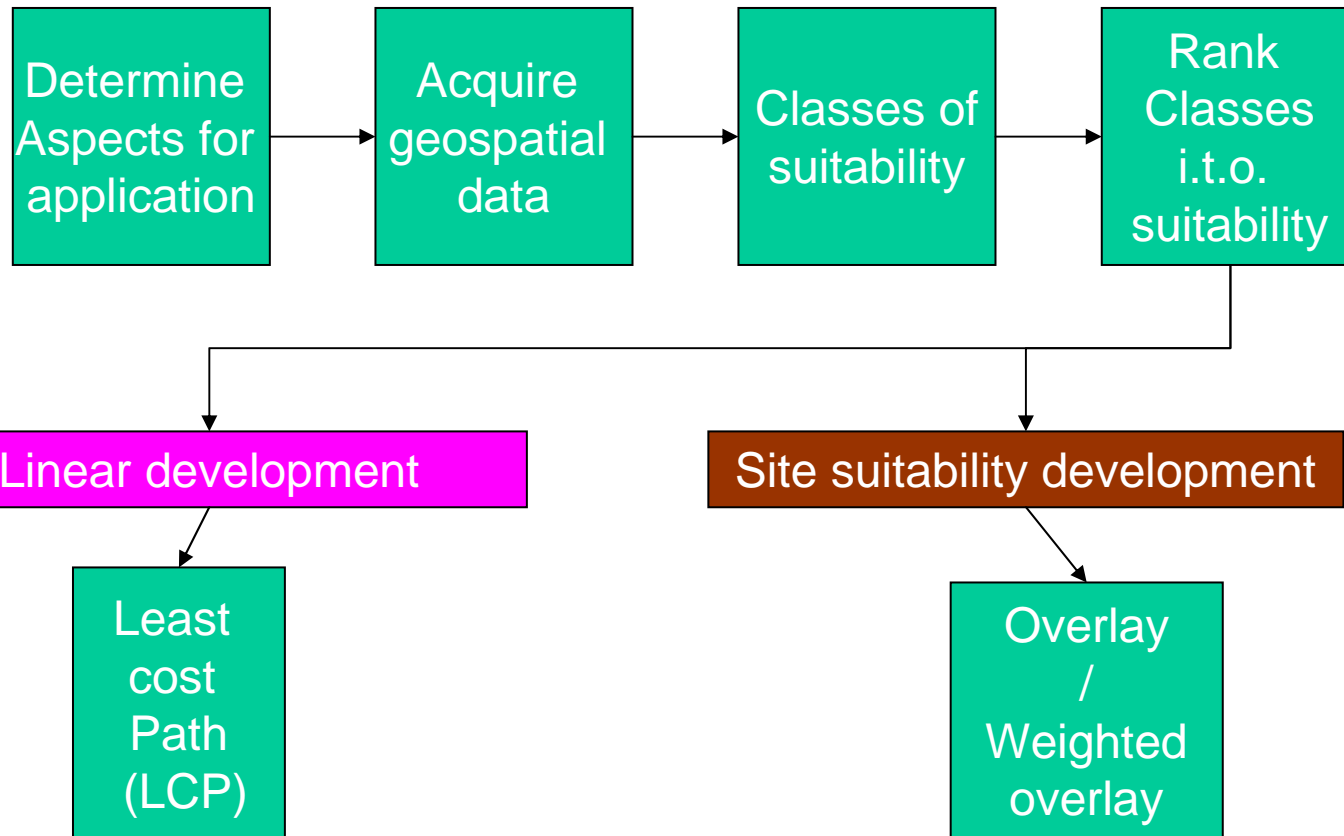 Determine
Aspects for
application
Acquire
geospatial
data
Classes of
suitability
Rank
Classes
i.t.o.
suitability
Linear development
Site suitability development
Least
cost
Path
(LCP)
Overlay
/
Weighted
overlay